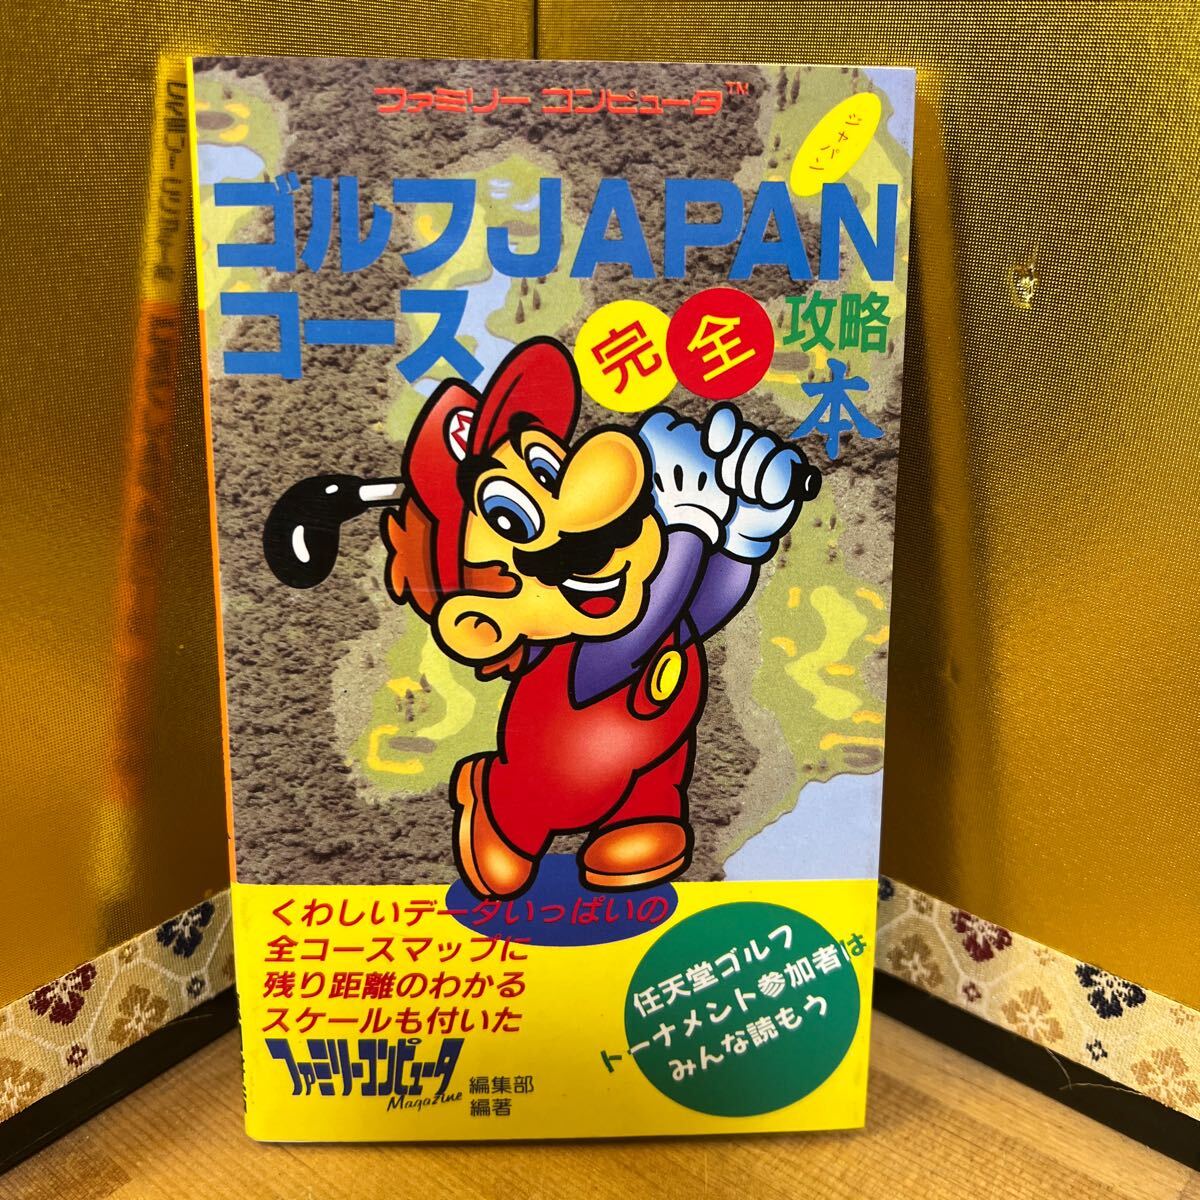 ファミリー コンピュータ™
ジャパン
ゴルフJAPAN
コース
完全攻略
本
M
くわしいデータいっぱいの
全コースマップに
残り距離のわかる
スケールも付いた
任天堂ゴルフ
トーナメント参加者は
みんな読もう
ファミリーコンピュータ
Magazine
編集部
編著